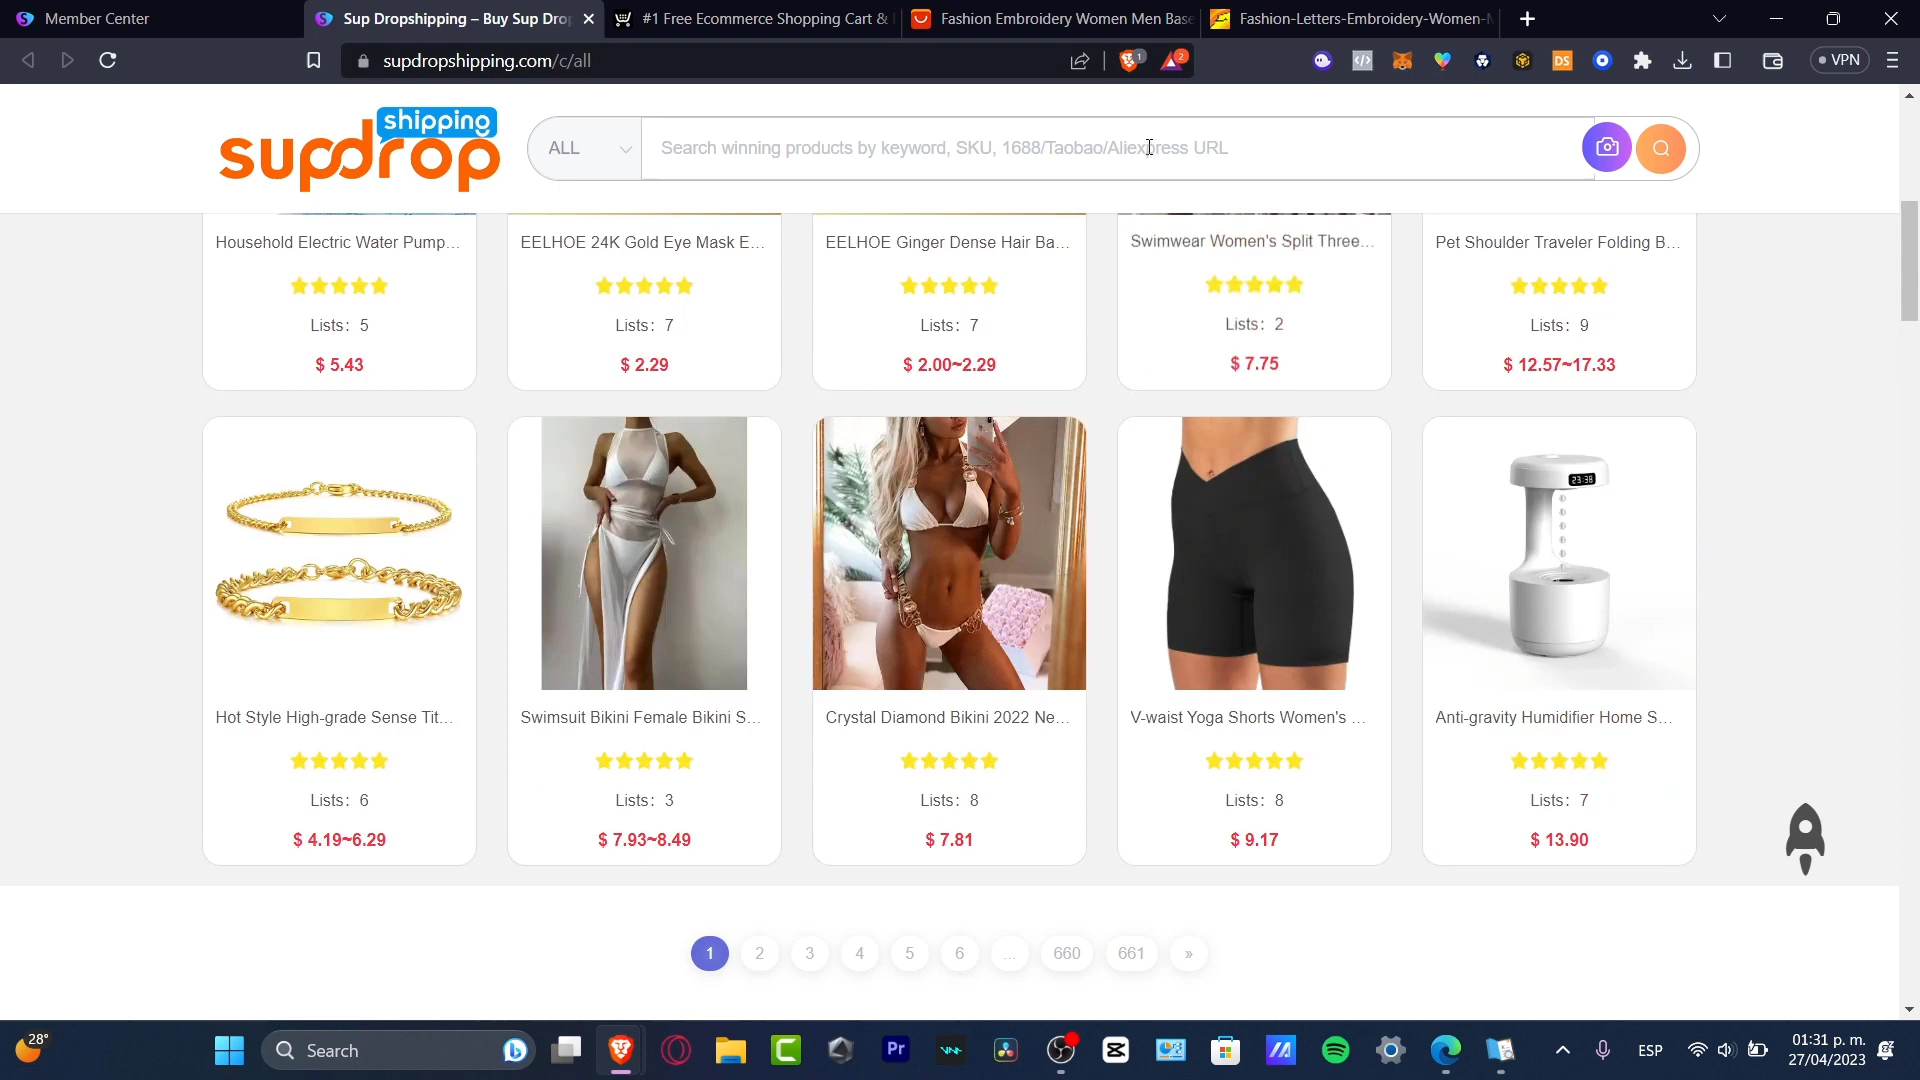 Member Center
Sup Dropshipping – Buy Sup Dro
#1 Free Ecommerce Shopping Cart &
Fashion Embroidery Women Men Base
Fashion-Letters-Embroidery-Women-
supdropshipping.com/c/all
1
2
VPN
supdrop shipping
ALL
Search winning products by keyword, SKU, 1688/Taobao/Aliexpress URL
Household Electric Water Pump...
EELHOE 24K Gold Eye Mask E...
EELHOE Ginger Dense Hair Ba...
Swimwear Women's Split Three...
Pet Shoulder Traveler Folding B...
Lists: 5
Lists: 7
Lists: 7
Lists: 2
Lists: 9
$ 5.43
$ 2.29
$ 2.00~2.29
$ 7.75
$ 12.57~17.33
23:38
Hot Style High-grade Sense Tit...
Swimsuit Bikini Female Bikini S...
Crystal Diamond Bikini 2022 Ne...
V-waist Yoga Shorts Women's ...
Anti-gravity Humidifier Home S...
Lists: 6
Lists: 3
Lists: 8
Lists: 8
Lists: 7
$ 4.19~6.29
$ 7.93~8.49
$ 7.81
$ 9.17
$ 13.90
1 2 3 4 5 6 ... 660 661 »
28°
Search
Pr
ESP
01:31 p. m.
27/04/2023